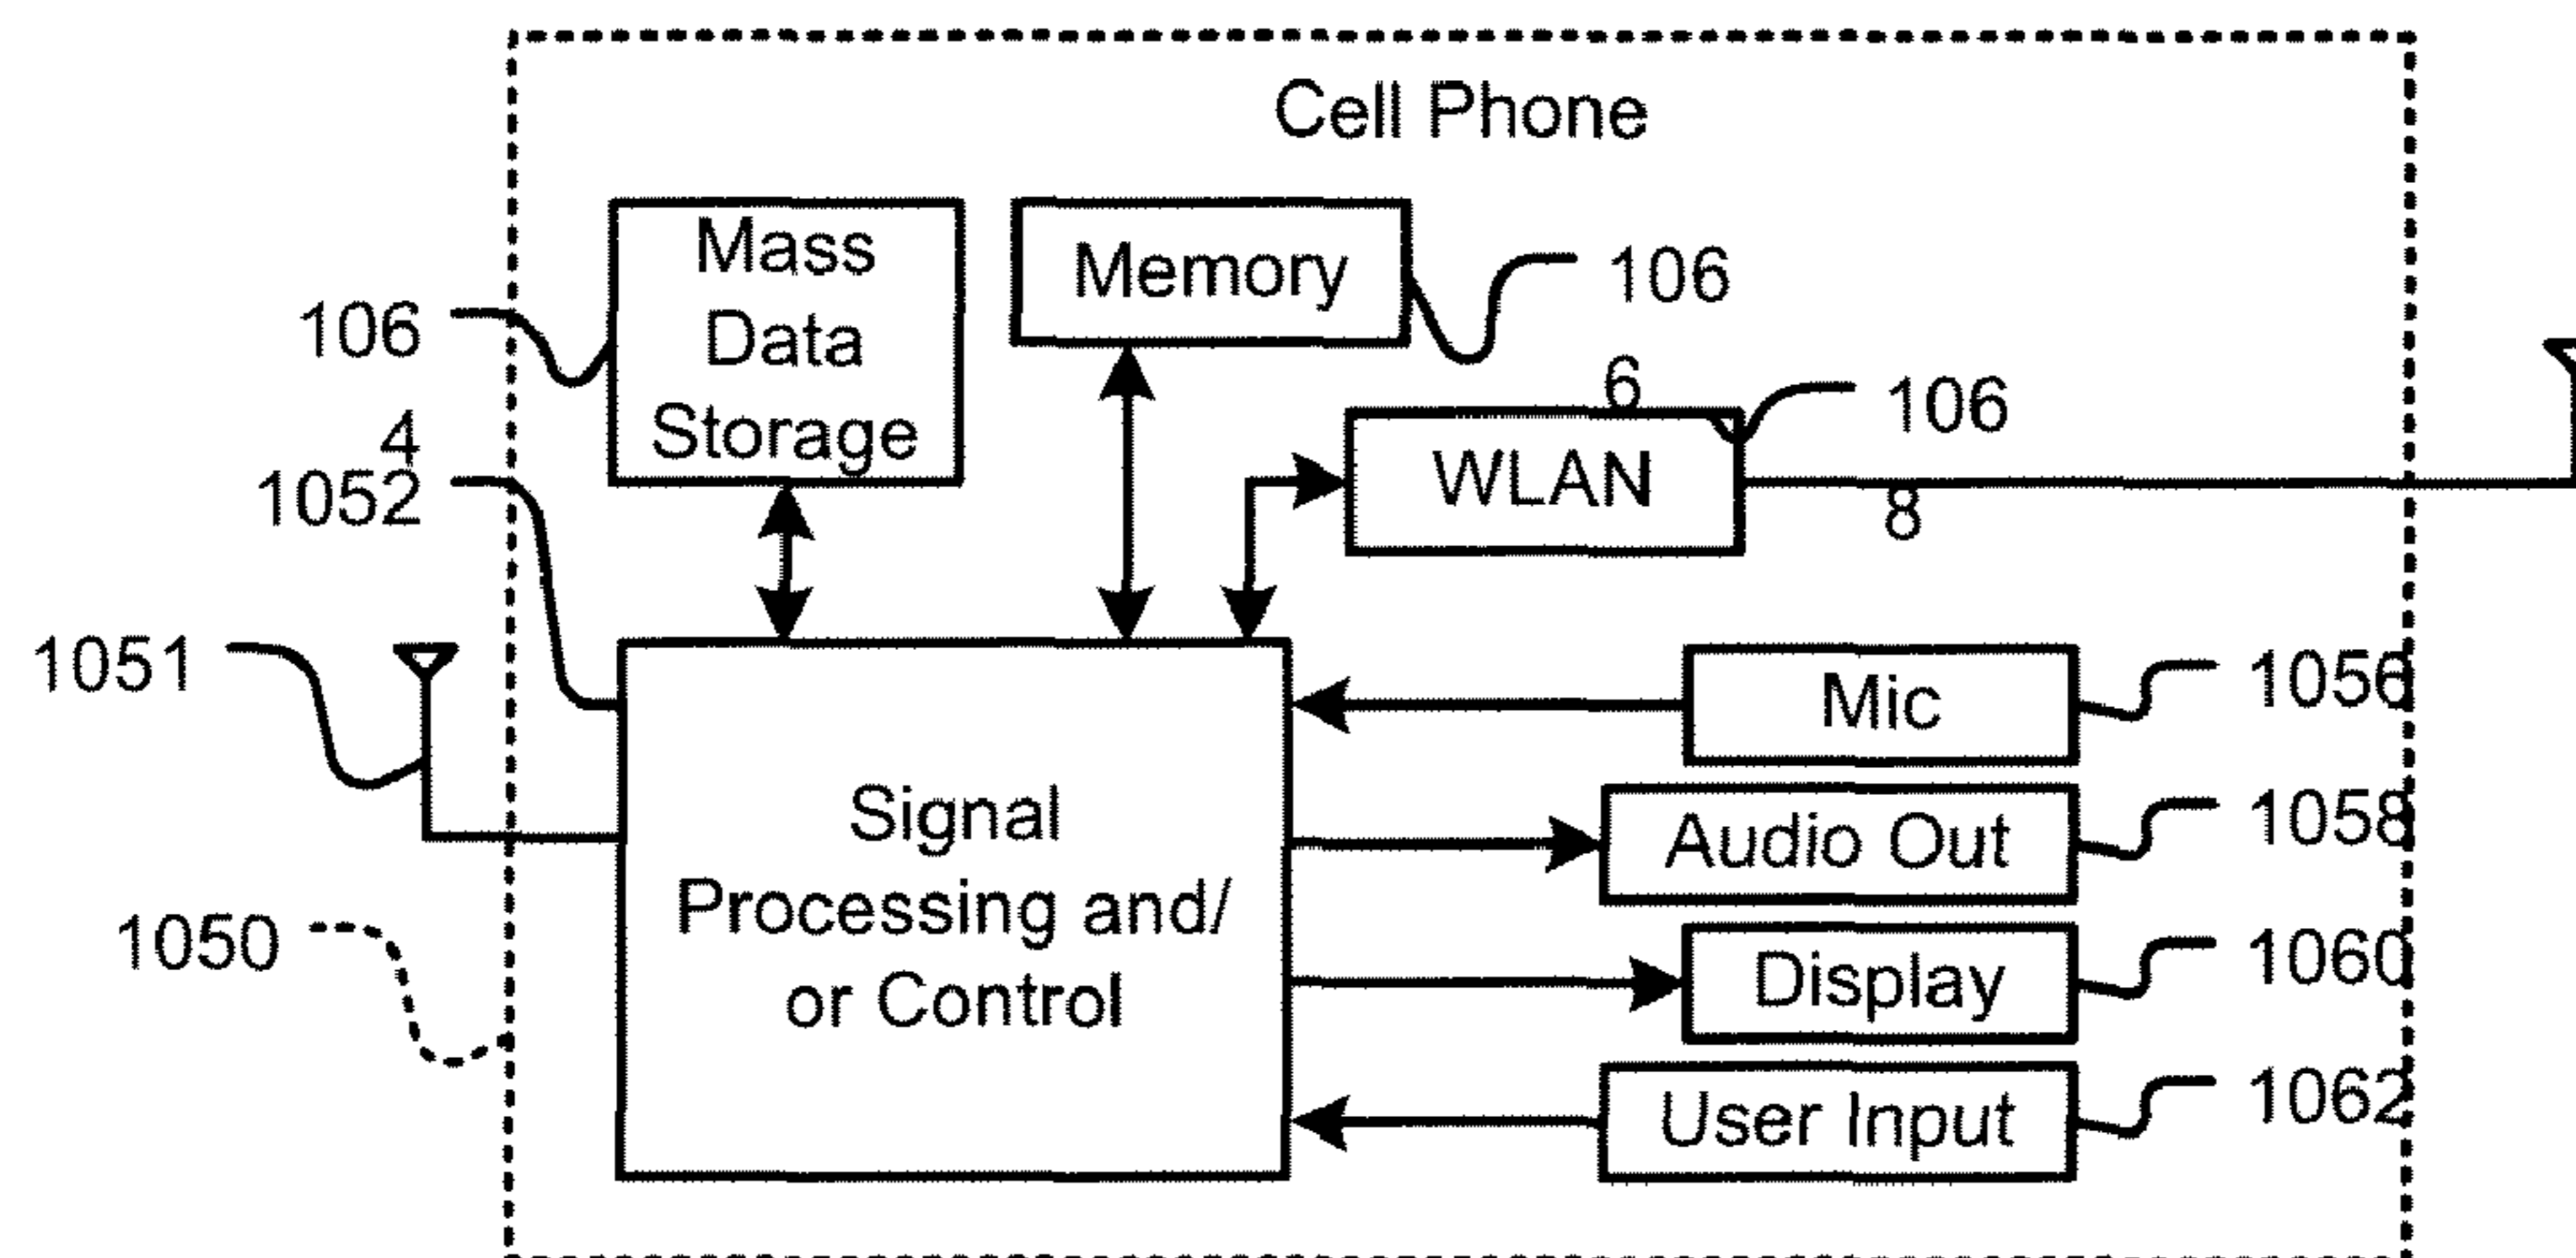 Cell Phone
Mass
Data
Storage
Memory
106
106
6
106
4
WLAN
8
1052
1051
Mic
1056
Signal
Processing and/
or Control
Audio Out
1058
1050
Display
1060
User Input
1062